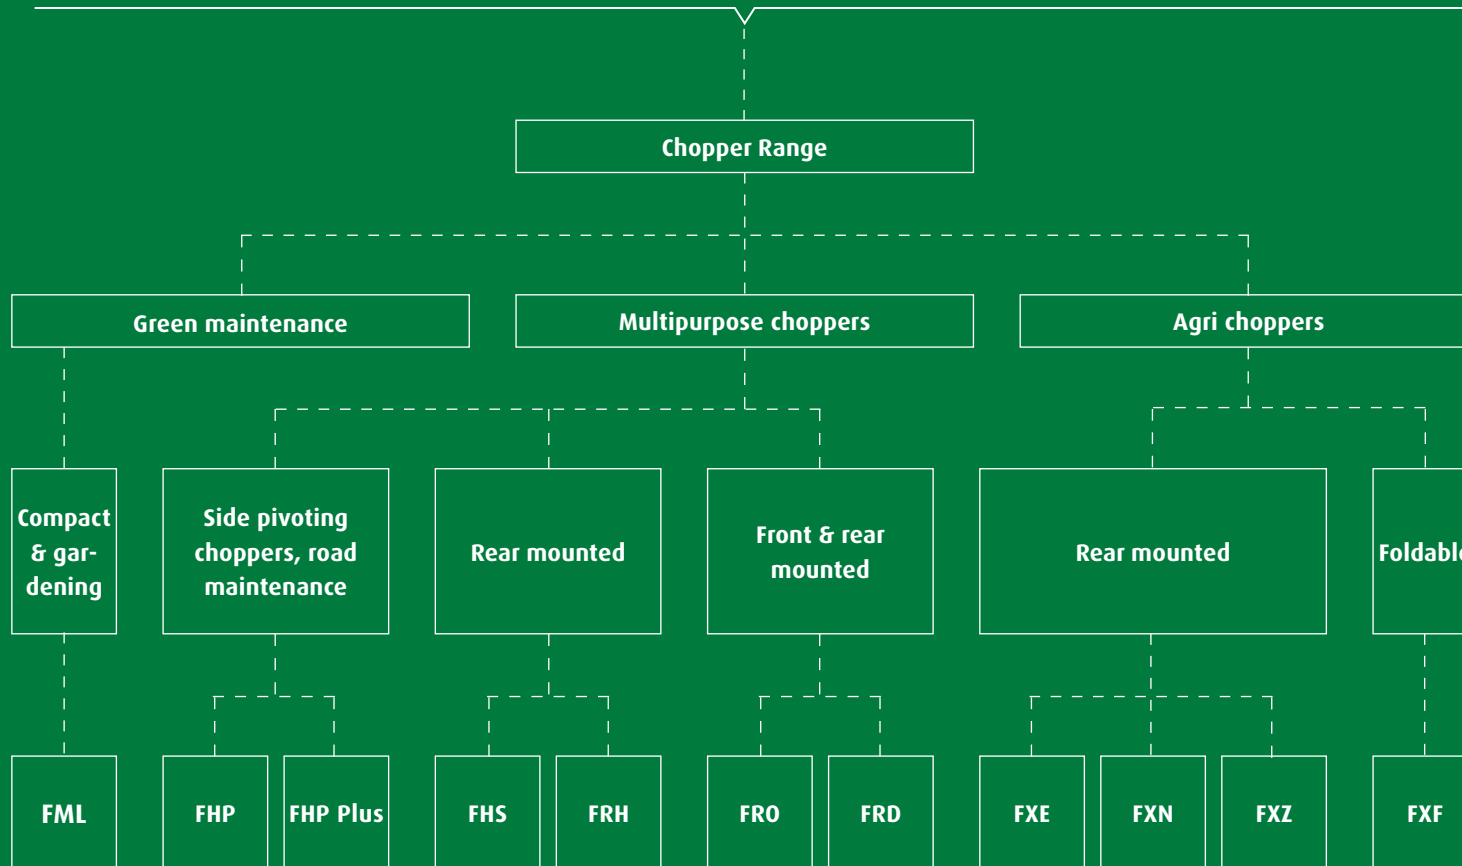 Chopper Range
Green maintenance
Multipurpose choppers
Agri choppers
Compact
& gar-
dening
Side pivoting
choppers, road
maintenance
Rear mounted
Front & rear
mounted
Rear mounted
Foldable
FML
FHP
FHP Plus
FHS
FRH
FRO
FRD
FXE
FXN
FXZ
FXF